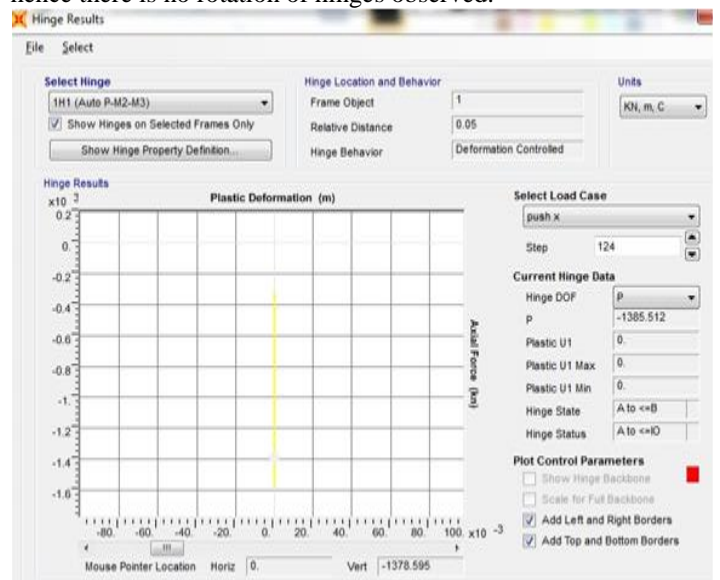 hence there is no rotation of hinges observed.
Hinge Results
File Select
Select Hinge
1H1 (Auto P-M2-M3)
Show Hinges on Selected Frames Only
Show Hinge Property Definition...
Hinge Location and Behavior
Frame Object 1
Relative Distance 0.05
Hinge Behavior Deformation Controlled
Units
KN, m, C
Hinge Results
x10 3
Plastic Deformation (m)
0.2
0.
-0.2
-0.4
-0.6
-0.8
-1.
-1.2
-1.4
-1.6
Axial Force (kn)
-80. -60. -40. -20. 0. 20. 40. 60. 80. 100. x10 -3
Mouse Pointer Location Horiz 0. Vert -1378.595
Select Load Case
push x
Step 124
Current Hinge Data
Hinge DOF P
P -1385.512
Plastic U1 0.
Plastic U1 Max 0.
Plastic U1 Min 0.
Hinge State A to <=B
Hinge Status A to <=IO
Plot Control Parameters
Show Hinge Backbone
Scale for Full Backbone
Add Left and Right Borders
Add Top and Bottom Borders